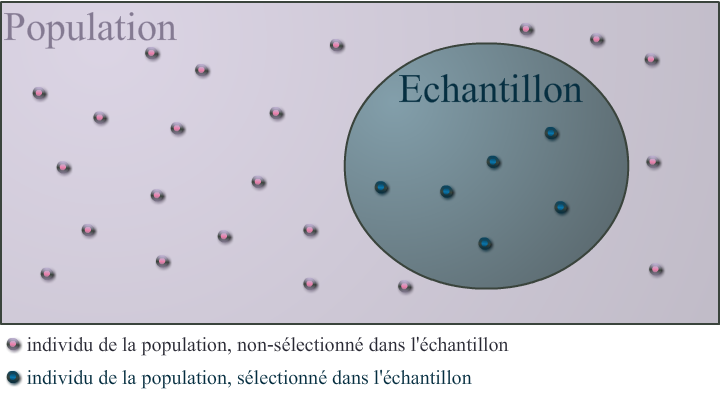 Population
Echantillon
individu de la population, non-sélectionné dans l'échantillon
individu de la population, sélectionné dans l'échantillon